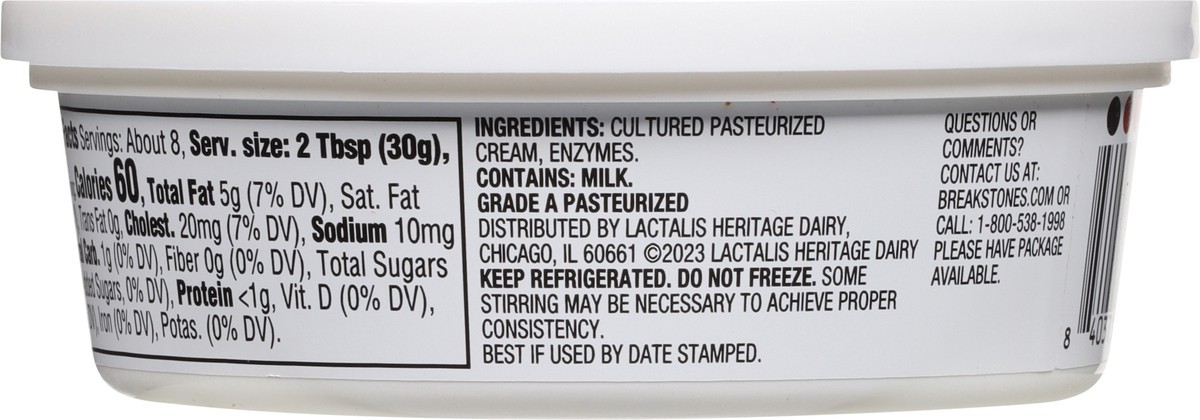 Servings: About 8, Serv. size: 2 Tbsp (30g),
Calories 60, Total Fat 5g (7% DV), Sat. Fat
Trans Fat 0g, Cholest. 20mg (7% DV), Sodium 10mg
Carb. 1g (0% DV), Fiber 0g (0% DV), Total Sugars
Sugars, 0% DV), Protein <1g, Vit. D (0% DV),
Iron (0% DV), Potas. (0% DV).
INGREDIENTS: CULTURED PASTEURIZED
CREAM, ENZYMES.
CONTAINS: MILK.
GRADE A PASTEURIZED
DISTRIBUTED BY LACTALIS HERITAGE DAIRY,
CHICAGO, IL 60661 ©2023 LACTALIS HERITAGE DAIRY
KEEP REFRIGERATED. DO NOT FREEZE. SOME
STIRRING MAY BE NECESSARY TO ACHIEVE PROPER
CONSISTENCY.
BEST IF USED BY DATE STAMPED.
QUESTIONS OR
COMMENTS?
CONTACT US AT:
BREAKSTONES.COM OR
CALL: 1-800-538-1998
PLEASE HAVE PACKAGE
AVAILABLE.
8